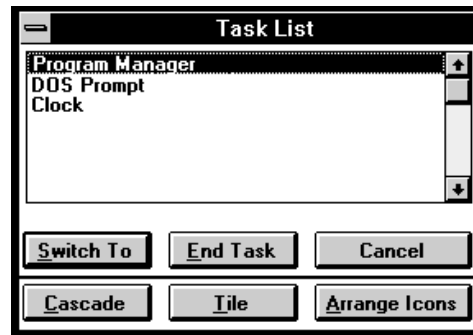 Task List
Program Manager
DOS Prompt
Clock
Switch To End Task Cancel
Cascade Tile Arrange Icons